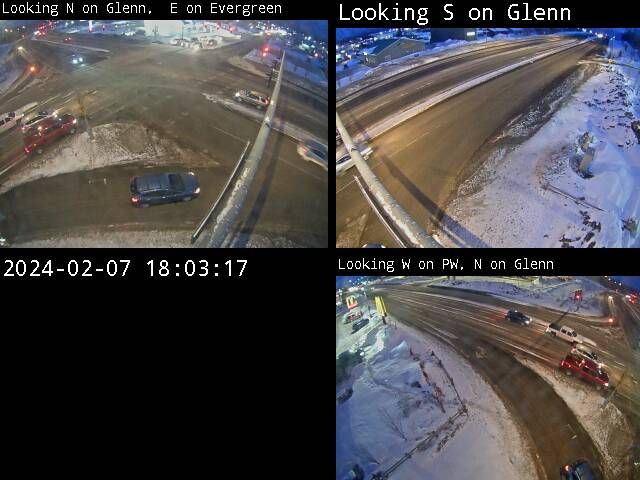 Looking N on Glenn, E on Evergreen
Looking S on Glenn
2024-02-07 18:03:17
Looking W on PW, N on Glenn